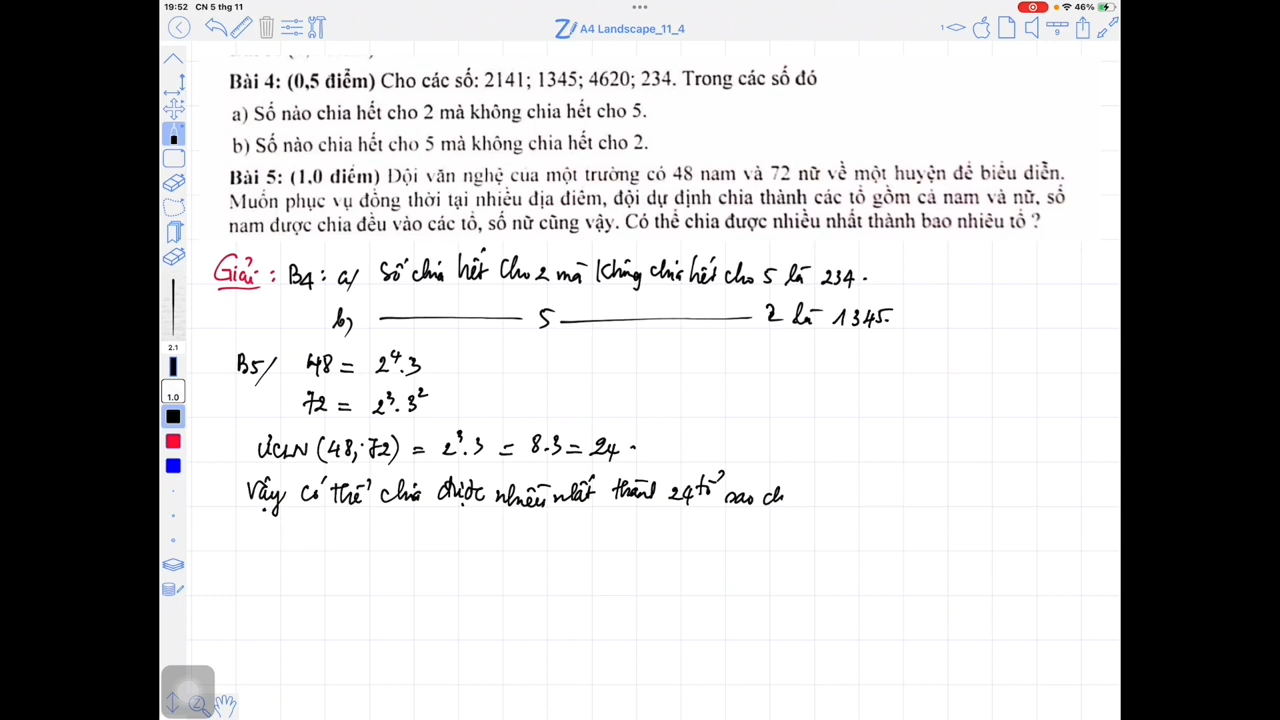 19:52 CN 5 thg 11
46%
A4 Landscape_11_4
Bài 4: (0,5 điểm) Cho các số: 2141; 1345; 4620; 234. Trong các số đó
a) Số nào chia hết cho 2 mà không chia hết cho 5.
b) Số nào chia hết cho 5 mà không chia hết cho 2.
Bài 5: (1,0 điểm) Đội văn nghệ của một trường có 48 nam và 72 nữ về một huyện để biểu diễn.
Muốn phục vụ đồng thời tại nhiều địa điểm, đội dự định chia thành các tổ gồm cả nam và nữ, số
nam được chia đều vào các tổ, số nữ cũng vậy. Có thể chia được nhiều nhất thành bao nhiêu tổ ?
Giải: B4: a/ Số chia hết cho 2 mà không chia hết cho 5 là 234.
b) ——— 5 ——— 2 là 1345.
B5/ 48 = 2⁴.3
72 = 2³.3²
ƯCLN (48; 72) = 2³.3 = 8.3 = 24.
Vậy có thể chia được nhiều nhất thành 24 tổ sao ch
2.1
1.0